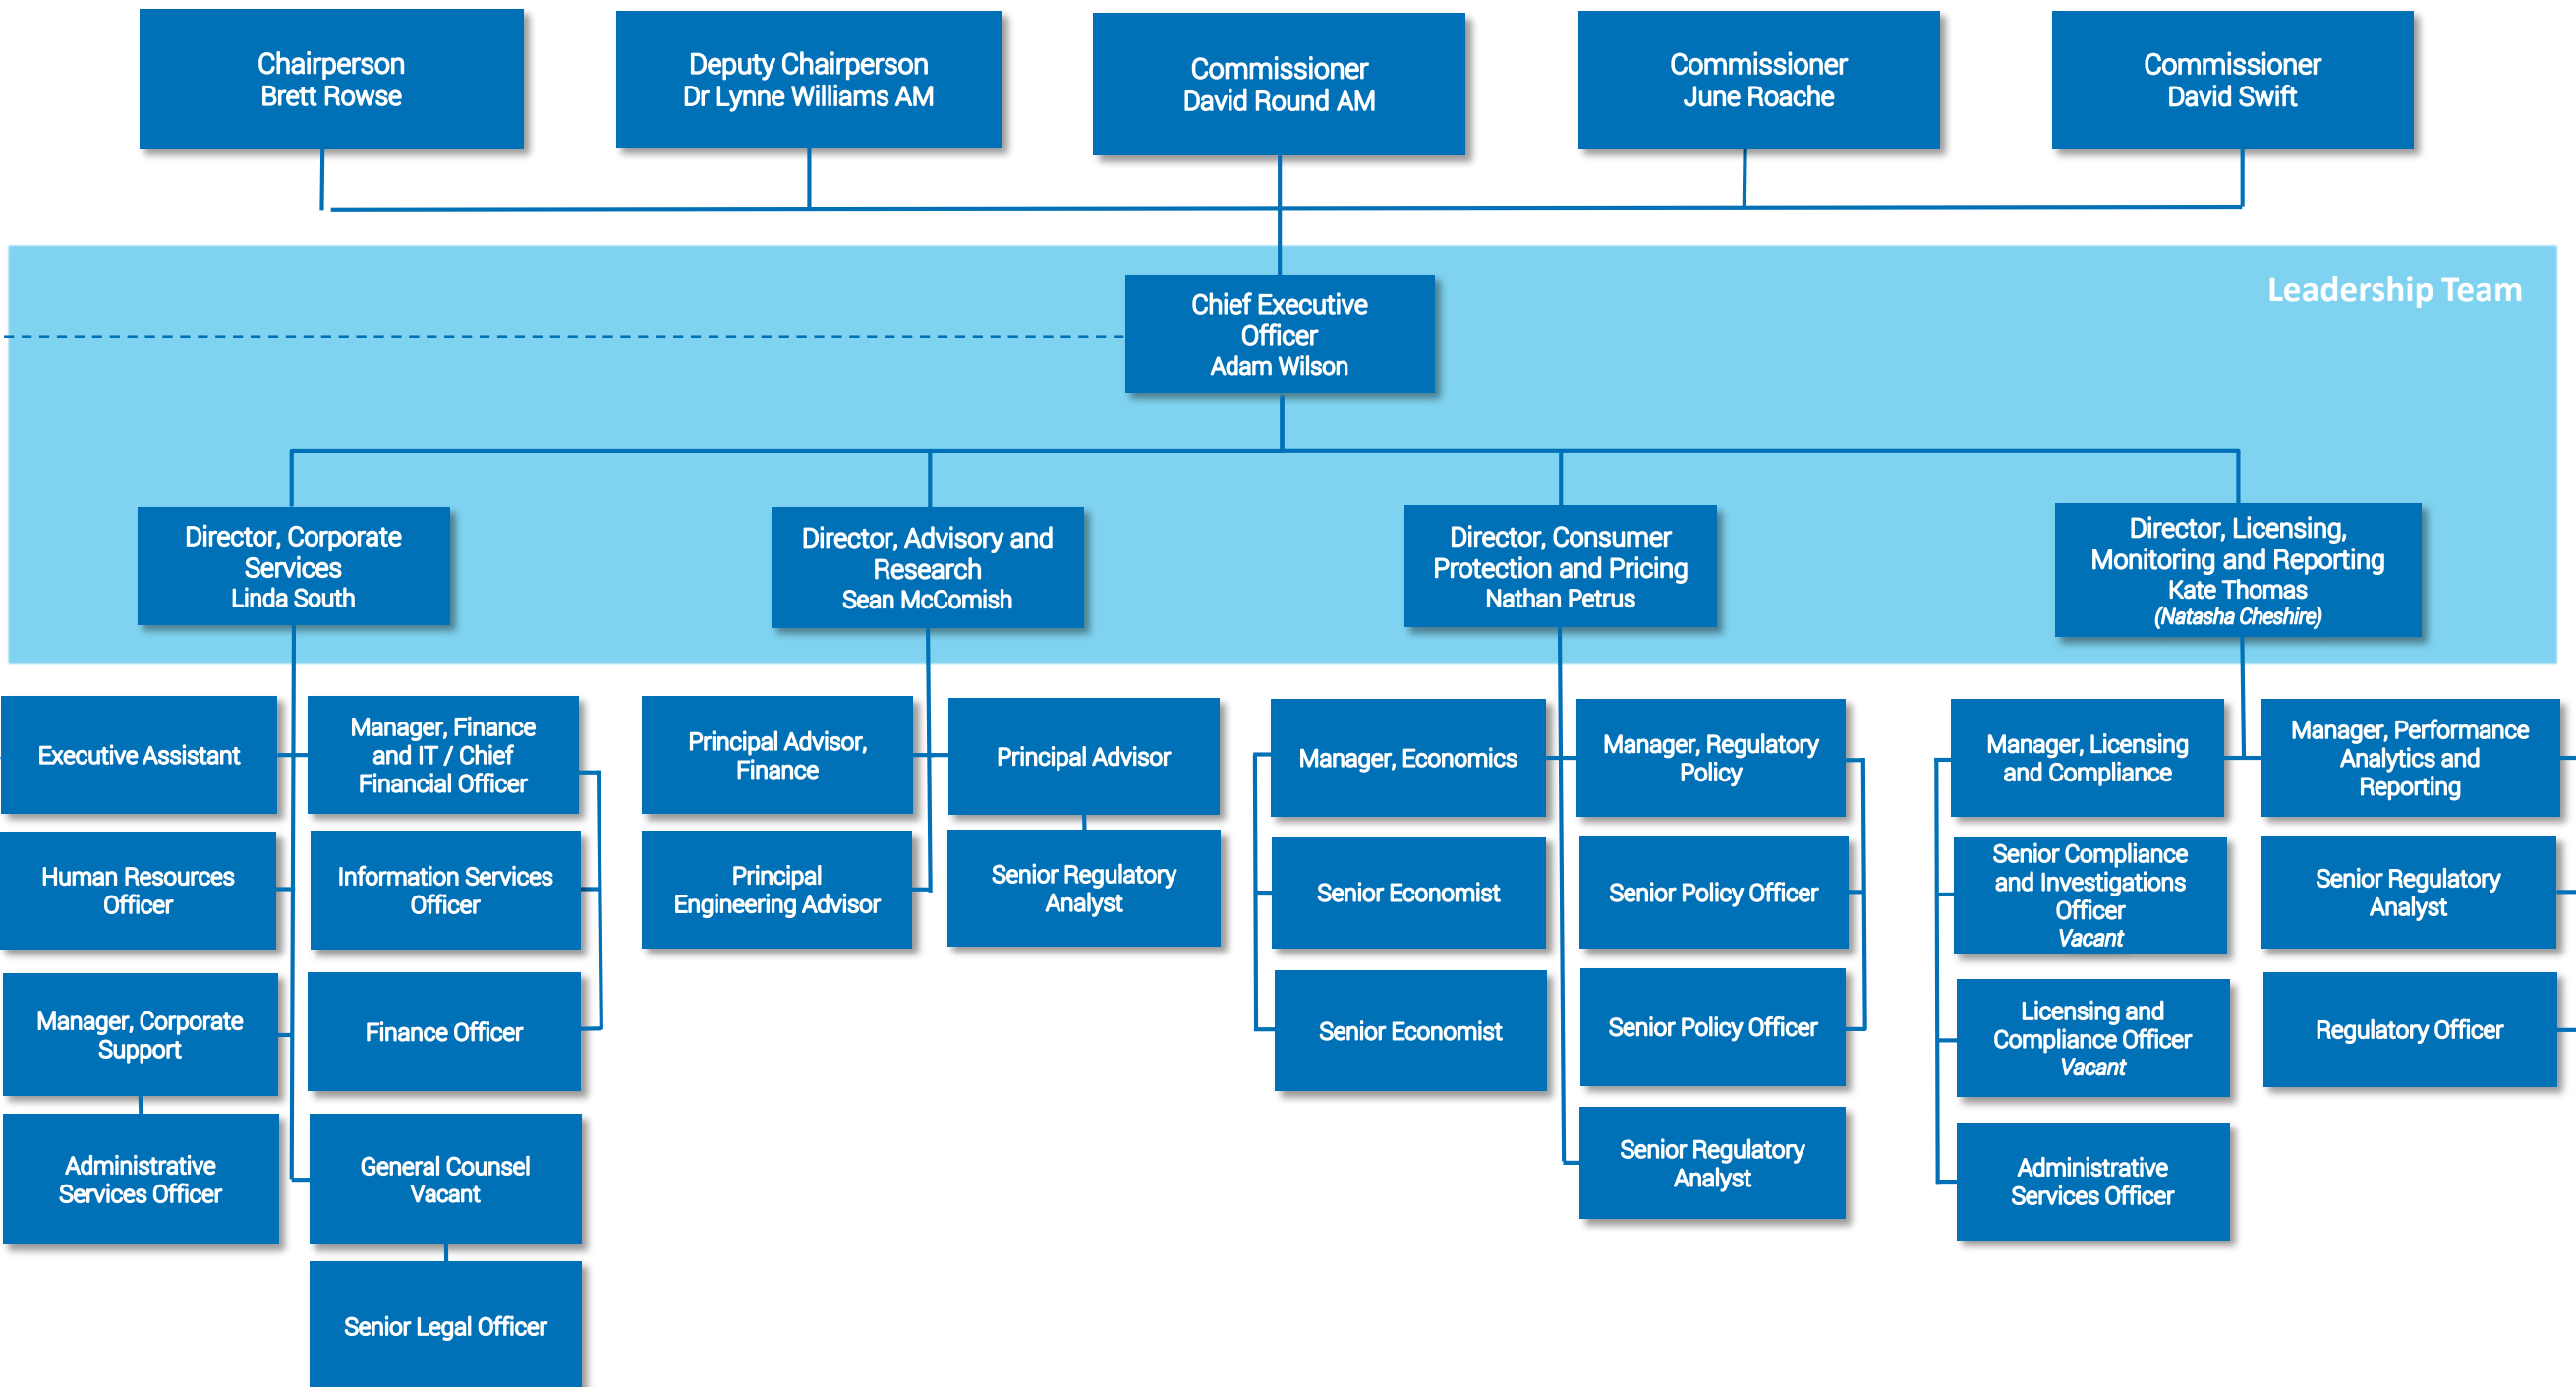 Chairperson
Brett Rowse
Deputy Chairperson
Dr Lynne Williams AM
Commissioner
David Round AM
Commissioner
June Roache
Commissioner
David Swift
Leadership Team
Chief Executive
Officer
Adam Wilson
Director, Corporate
Services
Linda South
Director, Advisory and
Research
Sean McComish
Director, Consumer
Protection and Pricing
Nathan Petrus
Director, Licensing,
Monitoring and Reporting
Kate Thomas
(Natasha Cheshire)
Executive Assistant
Manager, Finance
and IT / Chief
Financial Officer
Principal Advisor,
Finance
Principal Advisor
Manager, Economics
Manager, Regulatory
Policy
Manager, Licensing
and Compliance
Manager, Performance
Analytics and
Reporting
Human Resources
Officer
Information Services
Officer
Principal
Engineering Advisor
Senior Regulatory
Analyst
Senior Economist
Senior Policy Officer
Senior Compliance
and Investigations
Officer
Vacant
Senior Regulatory
Analyst
Manager, Corporate
Support
Finance Officer
Senior Economist
Senior Policy Officer
Licensing and
Compliance Officer
Vacant
Regulatory Officer
Administrative
Services Officer
General Counsel
Vacant
Senior Regulatory
Analyst
Administrative
Services Officer
Senior Legal Officer